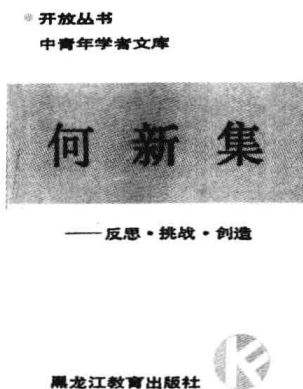 开放丛书
中青年学者文库
何新集
——反思·挑战·创造
黑龙江教育出版社